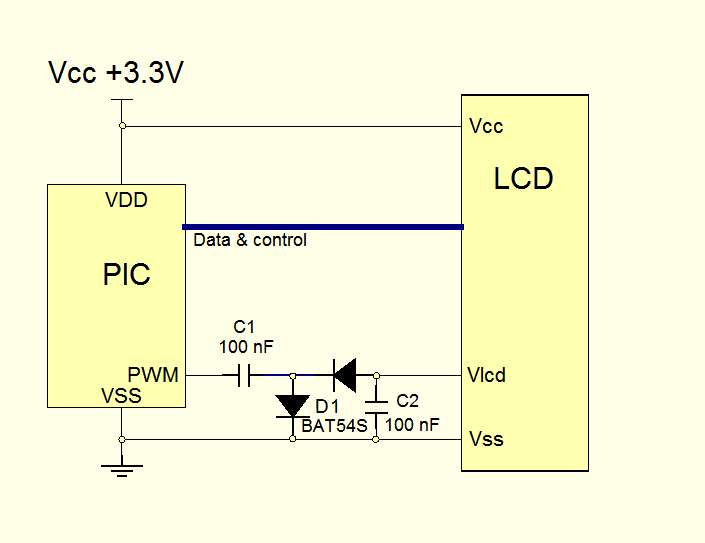 Vcc +3.3V
Vcc
LCD
VDD
Data & control
PIC
C1
100 nF
PWM
Vlcd
VSS
D1
C2
BAT54S
100 nF
Vss